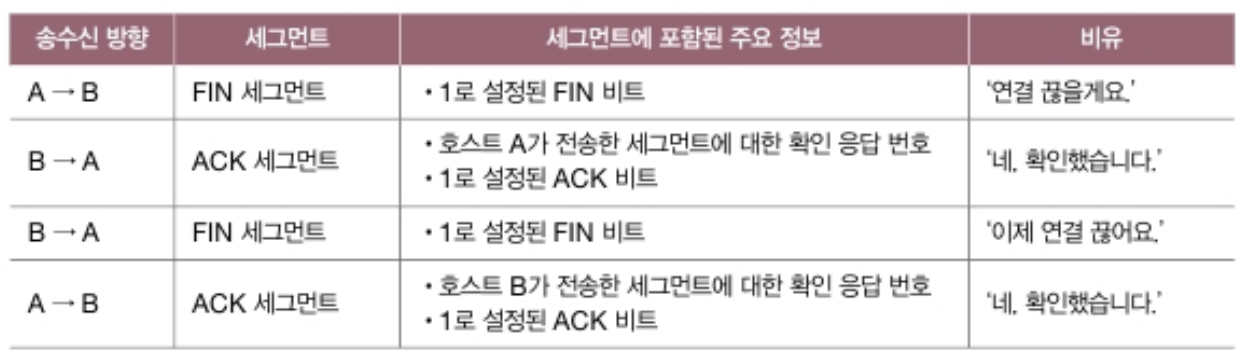 송수신 방향 세그먼트 세그먼트에 포함된 주요 정보 비유
A → B FIN 세그먼트 • 1로 설정된 FIN 비트 '연결 끊을게요.'
B → A ACK 세그먼트 • 호스트 A가 전송한 세그먼트에 대한 확인 응답 번호 '네, 확인했습니다.'
• 1로 설정된 ACK 비트
B → A FIN 세그먼트 • 1로 설정된 FIN 비트 '이제 연결 끊어요.'
A → B ACK 세그먼트 • 호스트 B가 전송한 세그먼트에 대한 확인 응답 번호 '네, 확인했습니다.'
• 1로 설정된 ACK 비트